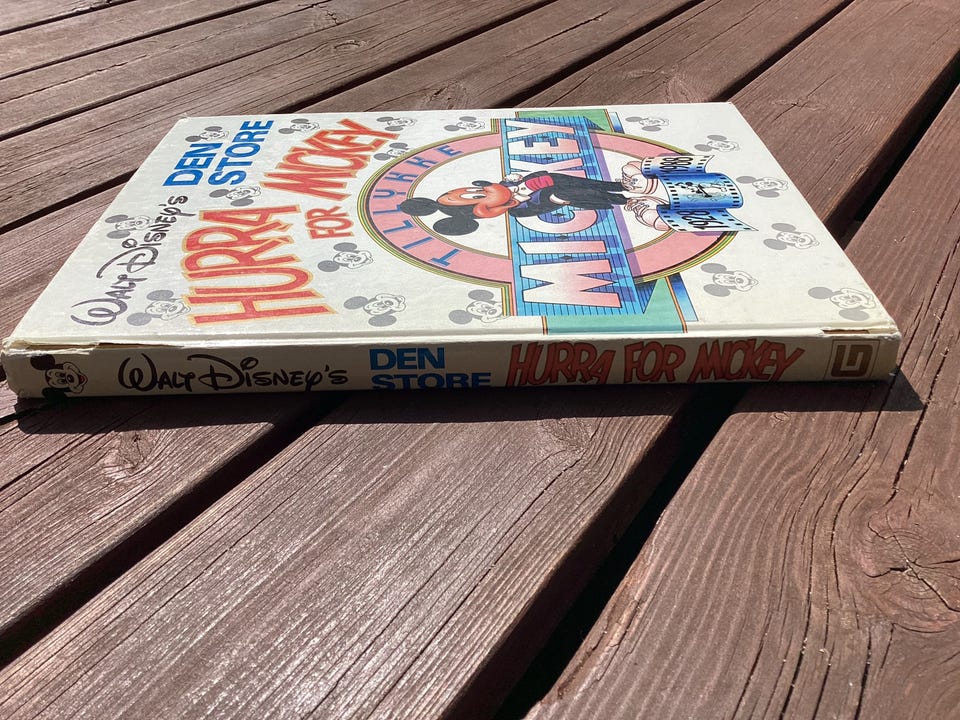 WALT DISNEY'S
DEN
STORE
HURRA
FOR MICKEY
TILLYKKE
MICKEY
1928
1988
WALT DISNEY'S
DEN
STORE
HURRA FOR MICKEY
G